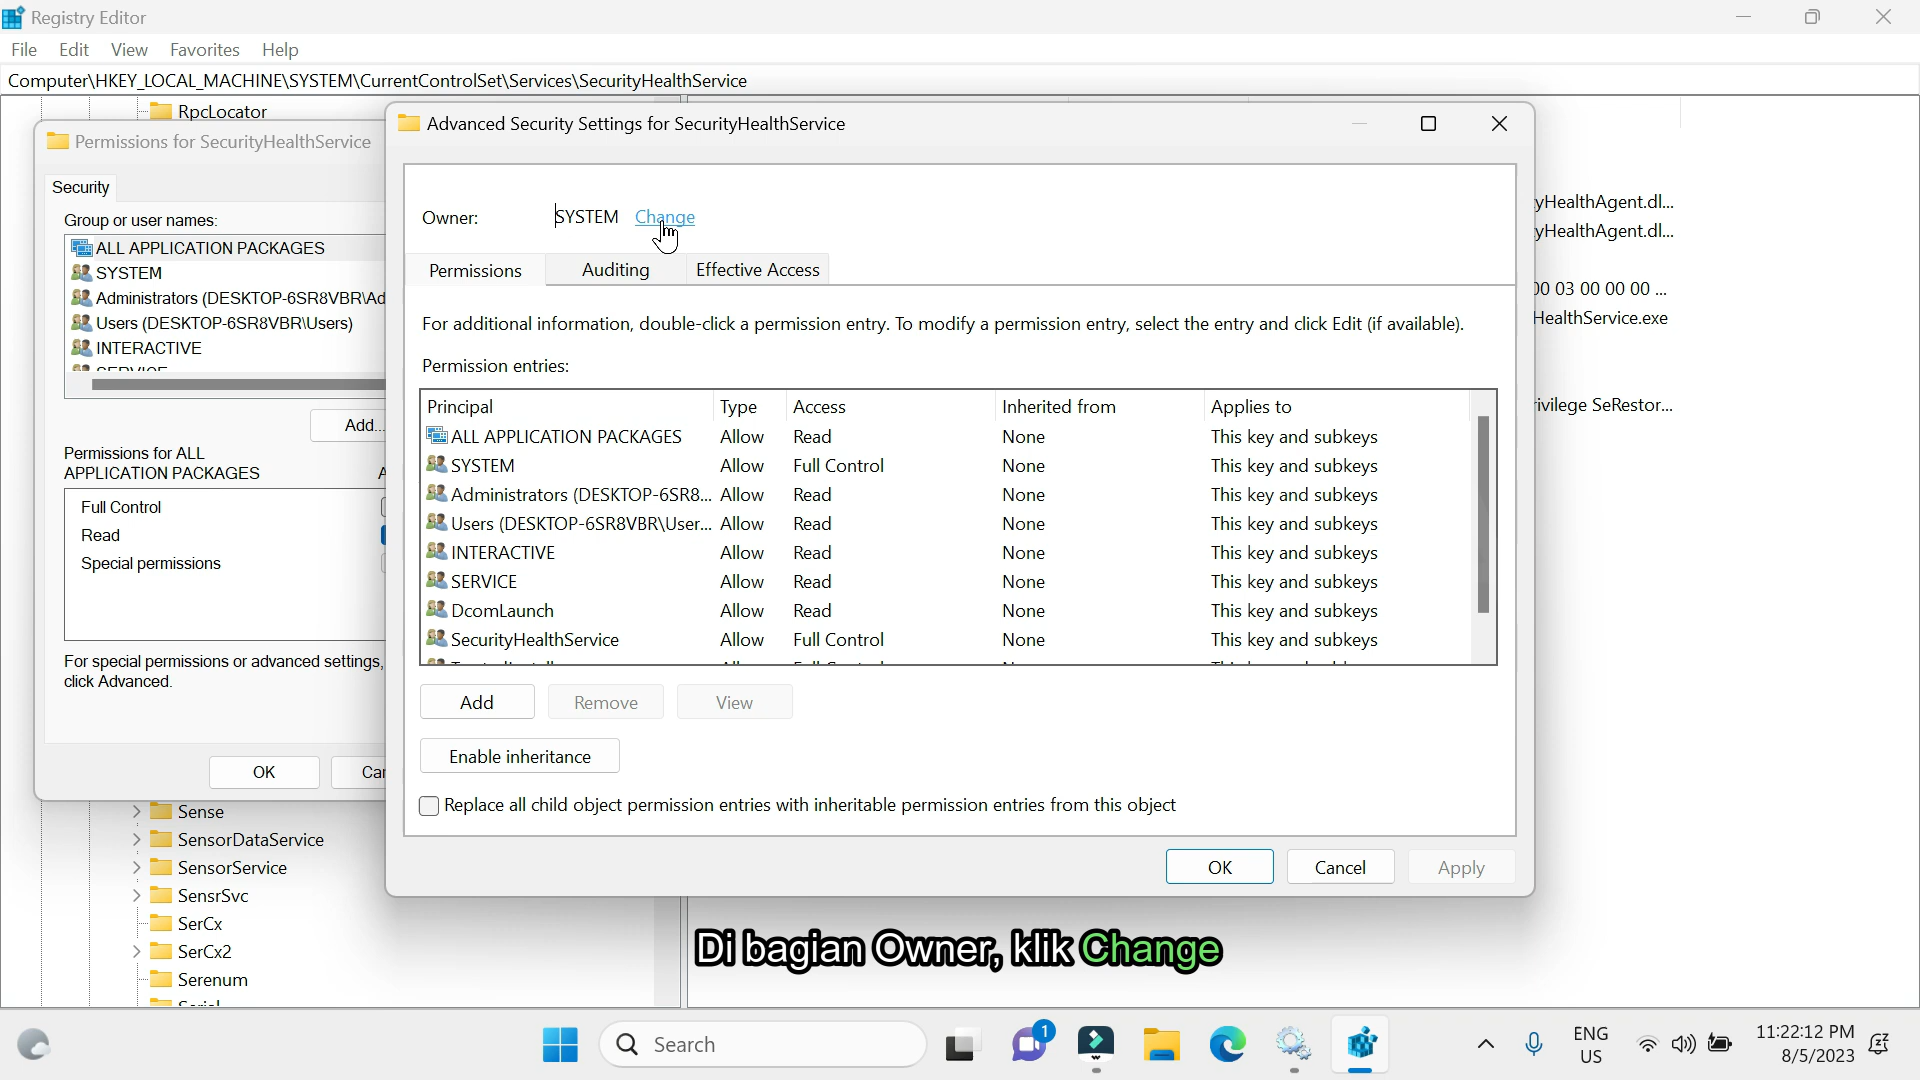 Registry Editor
File Edit View Favorites Help
Computer\HKEY_LOCAL_MACHINE\SYSTEM\CurrentControlSet\Services\SecurityHealthService
RpcLocator
Permissions for SecurityHealthService
Security
Group or user names:
ALL APPLICATION PACKAGES
SYSTEM
Administrators (DESKTOP-6SR8VBR\Ad
Users (DESKTOP-6SR8VBR\Users)
INTERACTIVE
SERVICE
Add...
Permissions for ALL
APPLICATION PACKAGES
Full Control
Read
Special permissions
For special permissions or advanced settings,
click Advanced.
OK Can
Sense
SensorDataService
SensorService
SensrSvc
SerCx
SerCx2
Serenum
Serial
Advanced Security Settings for SecurityHealthService
Owner: SYSTEM Change
Permissions Auditing Effective Access
For additional information, double-click a permission entry. To modify a permission entry, select the entry and click Edit (if available).
Permission entries:
Principal Type Access Inherited from Applies to
ALL APPLICATION PACKAGES Allow Read None This key and subkeys
SYSTEM Allow Full Control None This key and subkeys
Administrators (DESKTOP-6SR8... Allow Read None This key and subkeys
Users (DESKTOP-6SR8VBR\User... Allow Read None This key and subkeys
INTERACTIVE Allow Read None This key and subkeys
SERVICE Allow Read None This key and subkeys
DcomLaunch Allow Read None This key and subkeys
SecurityHealthService Allow Full Control None This key and subkeys
Add Remove View
Enable inheritance
Replace all child object permission entries with inheritable permission entries from this object
OK Cancel Apply
yHealthAgent.dl...
yHealthAgent.dl...
00 03 00 00 00 ...
HealthService.exe
ivilege SeRestor...
Di bagian Owner, klik Change
Search
1
ENG
US
11:22:12 PM
8/5/2023